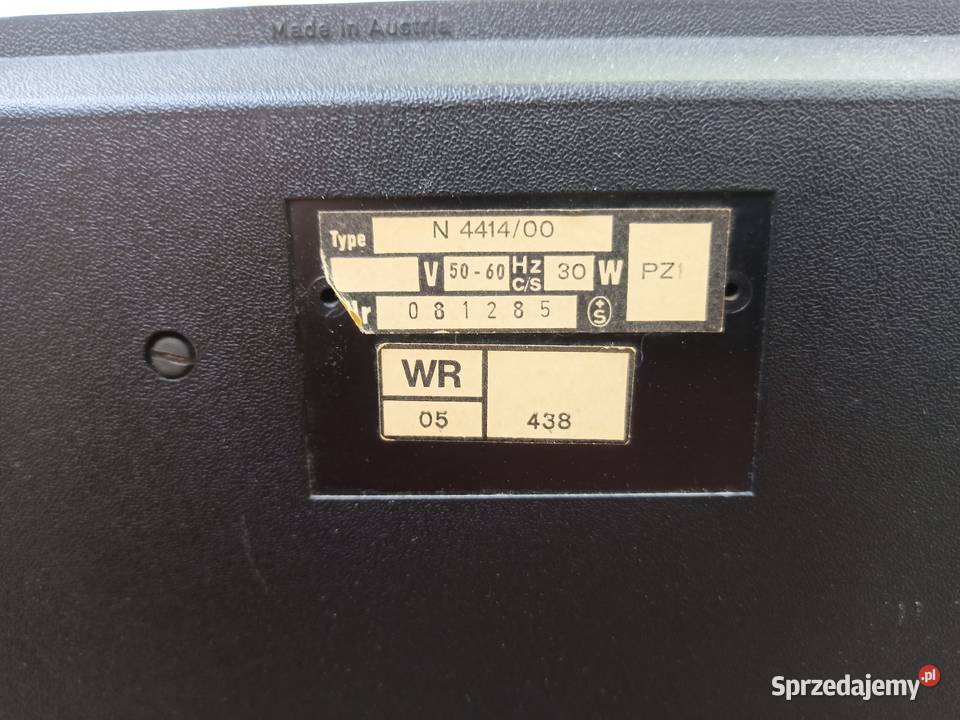 Made in Austria
Type N 4414/00
V 50-60 Hz C/S 30 W PZ1
Nr 081285 +S
WR
05 438
Sprzedajemy.pl